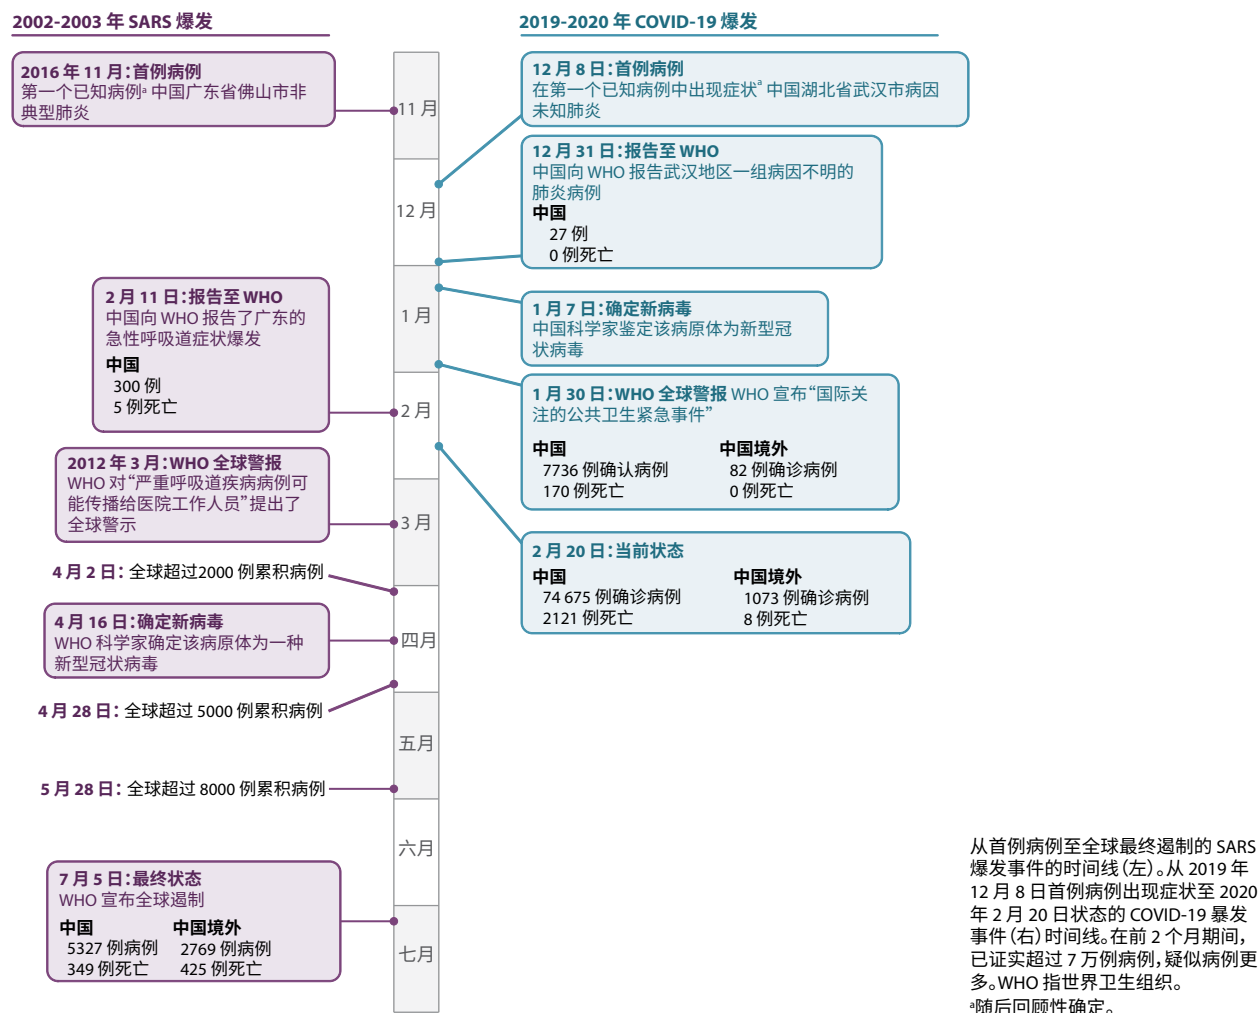 2002-2003 年 SARS 爆发
2016 年 11 月：首例病例
第一个已知病例ᵃ 中国广东省佛山市非
典型肺炎
2 月 11 日：报告至 WHO
中国向 WHO 报告了广东的
急性呼吸道症状爆发
中国
300 例
5 例死亡
2012 年 3 月：WHO 全球警报
WHO 对“严重呼吸道疾病病例可
能传播给医院工作人员”提出了
全球警示
4 月 2 日： 全球超过2000 例累积病例
4 月 16 日：确定新病毒
WHO 科学家确定该病原体为一种
新型冠状病毒
4 月 28 日： 全球超过 5000 例累积病例
5 月 28 日： 全球超过 8000 例累积病例
7 月 5 日：最终状态
WHO 宣布全球遏制
中国 中国境外
5327 例病例 2769 例病例
349 例死亡 425 例死亡
11 月
12 月
1 月
2 月
3 月
四月
五月
六月
七月
2019-2020 年 COVID-19 爆发
12 月 8 日：首例病例
在第一个已知病例中出现症状ᵃ 中国湖北省武汉市病因
未知肺炎
12 月 31 日：报告至 WHO
中国向 WHO 报告武汉地区一组病因不明的
肺炎病例
中国
27 例
0 例死亡
1 月 7 日：确定新病毒
中国科学家鉴定该病原体为新型冠
状病毒
1 月 30 日：WHO 全球警报 WHO 宣布“国际关
注的公共卫生紧急事件”
中国 中国境外
7736 例确认病例 82 例确诊病例
170 例死亡 0 例死亡
2 月 20 日：当前状态
中国 中国境外
74 675 例确诊病例 1073 例确诊病例
2121 例死亡 8 例死亡
从首例病例至全球最终遏制的 SARS
爆发事件的时间线（左）。从 2019 年
12 月 8 日首例病例出现症状至 2020
年 2 月 20 日状态的 COVID-19 暴发
事件（右）时间线。在前 2 个月期间，
已证实超过 7 万例病例，疑似病例更
多。WHO 指世界卫生组织。
ᵃ随后回顾性确定。